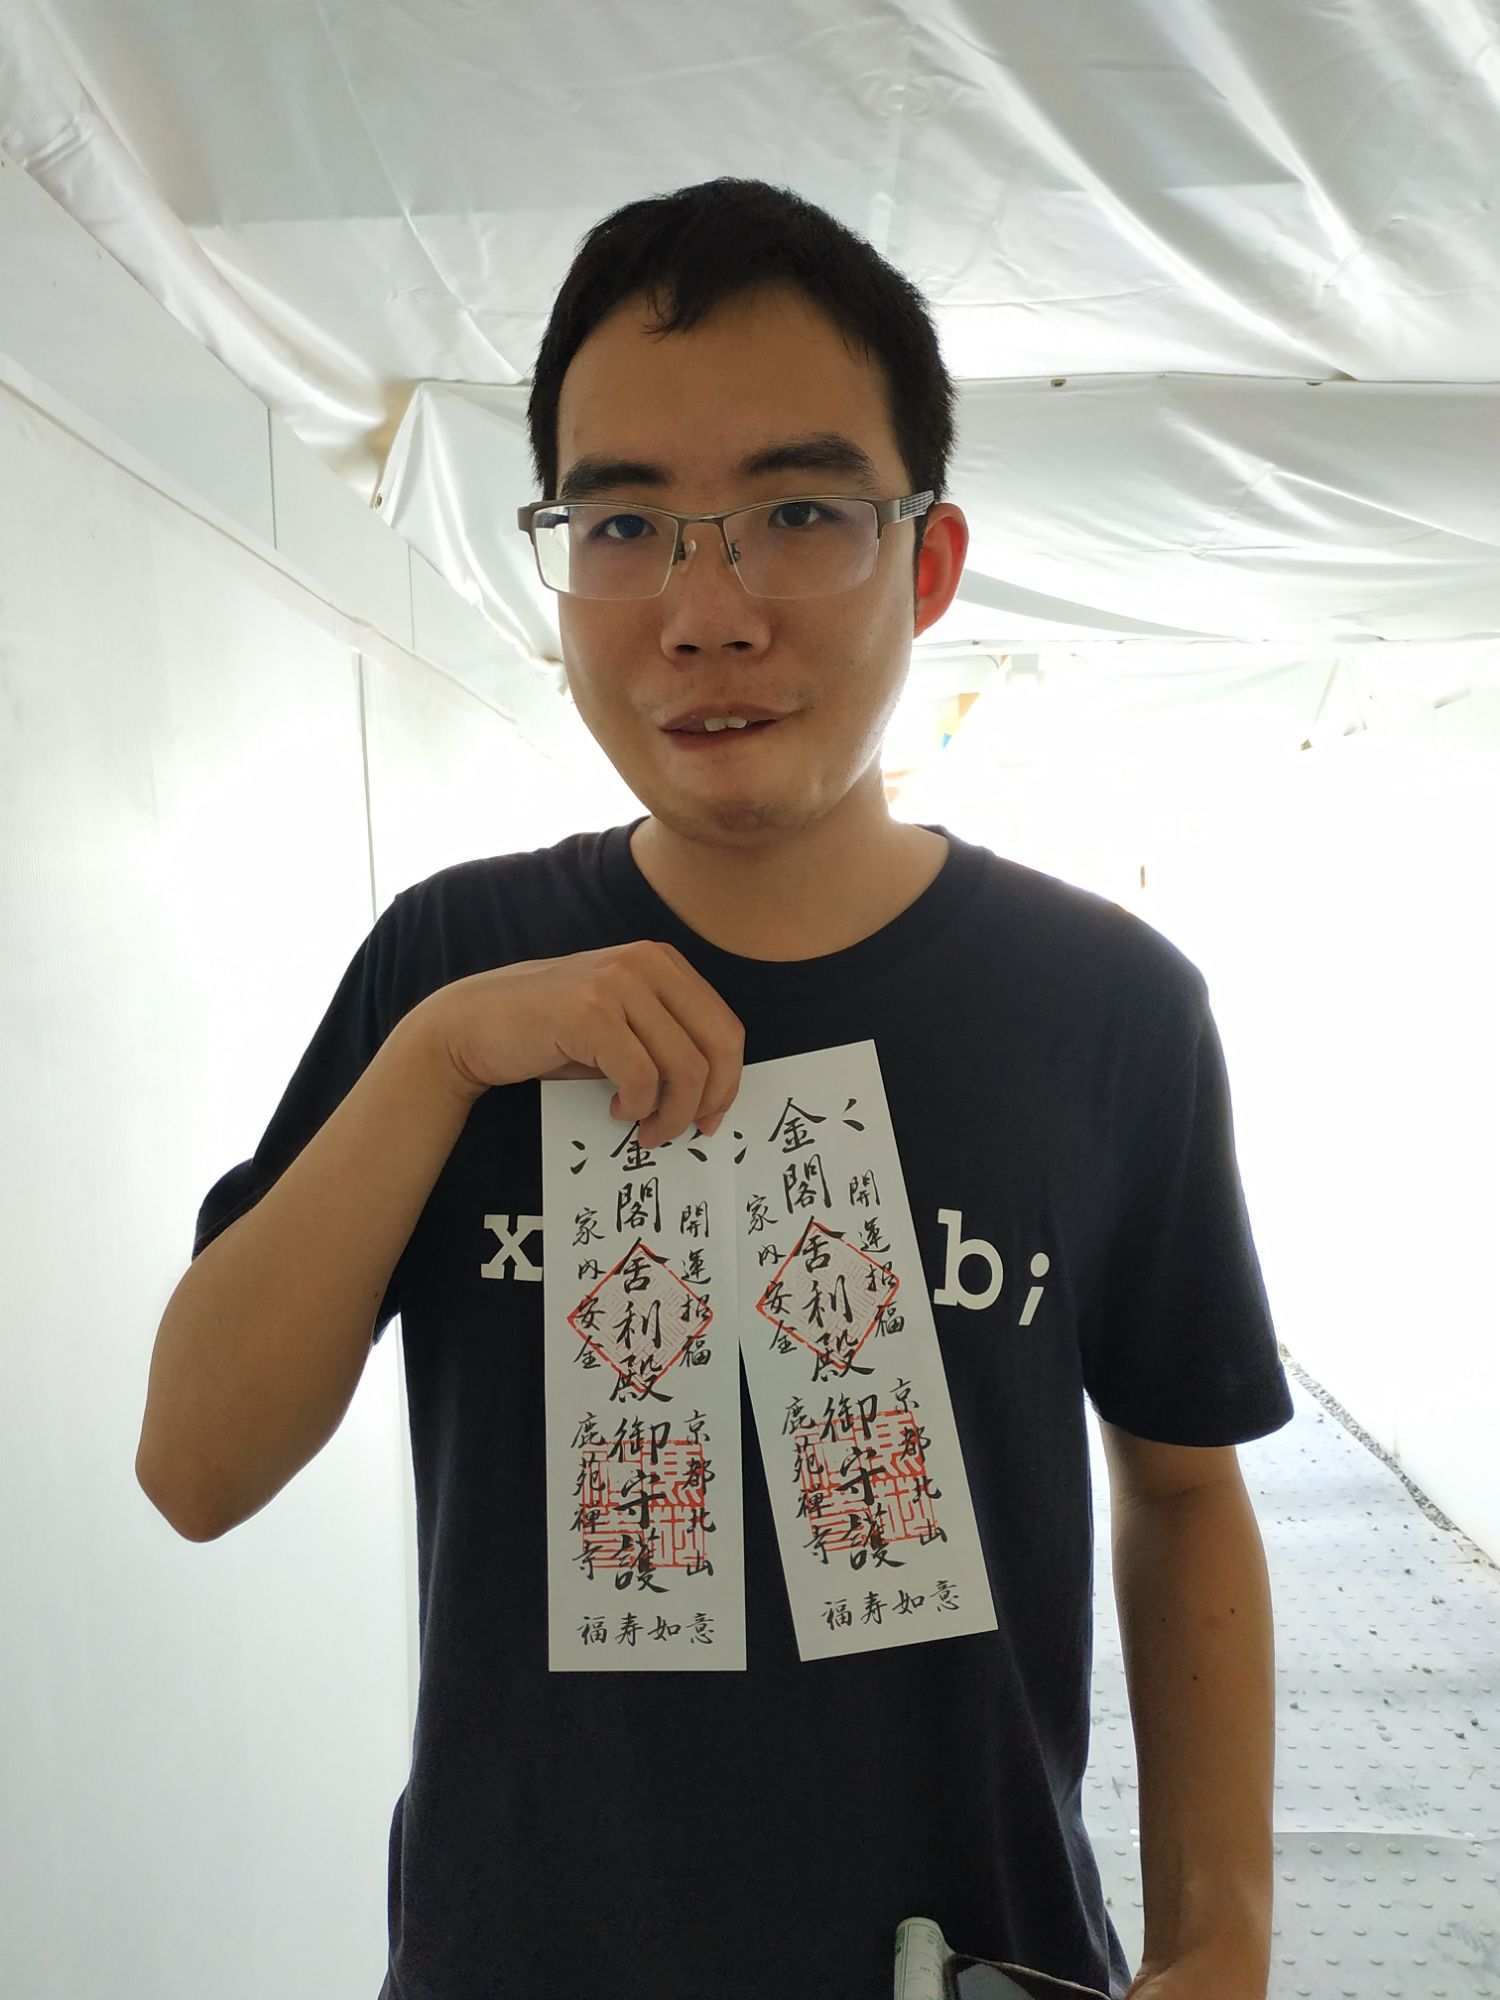 金閣舍利殿御守護
開運招福
家内安全
京都北山
鹿苑禅寺
福寿如意
金閣舍利殿御守護
開運招福
家内安全
京都北山
鹿苑禅寺
福寿如意
x
b;